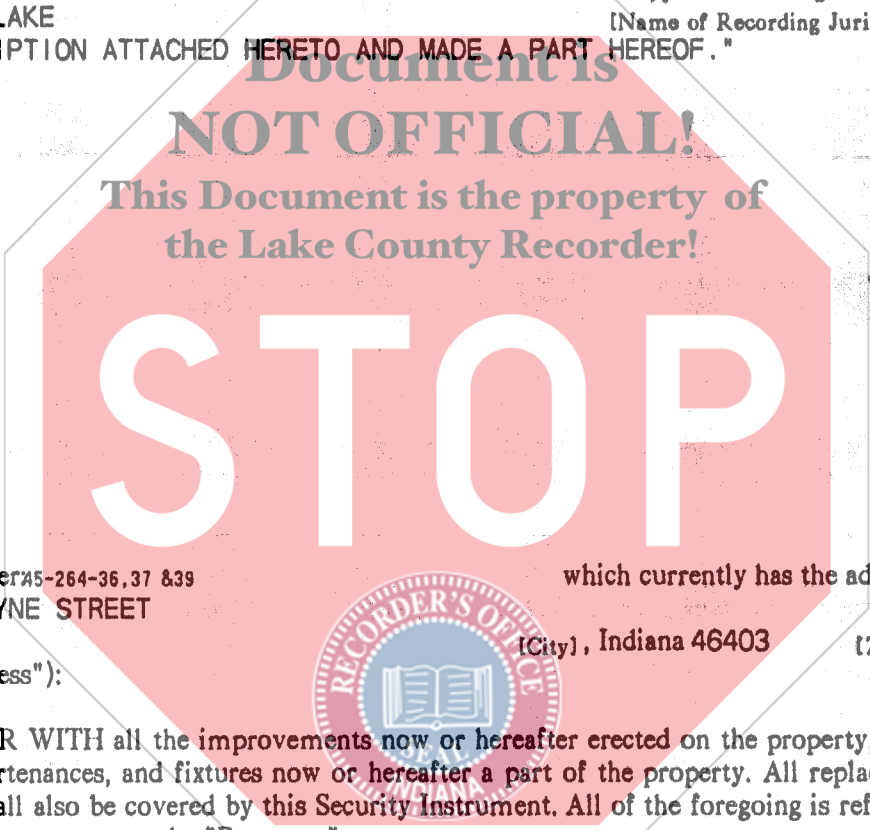 LAKE
[Name of Recording Juri
IPTION ATTACHED HERETO AND MADE A PART HEREOF."
Document is
NOT OFFICIAL!
This Document is the property of
the Lake County Recorder!
STOP
45-264-36,37 &39
which currently has the ad
YNE STREET
[City], Indiana 46403
ess"):
RECORDER'S OFFICE
SEAL
INDIANA
R WITH all the improvements now or hereafter erected on the property,
rtenances, and fixtures now or hereafter a part of the property. All repla
all also be covered by this Security Instrument. All of the foregoing is ref